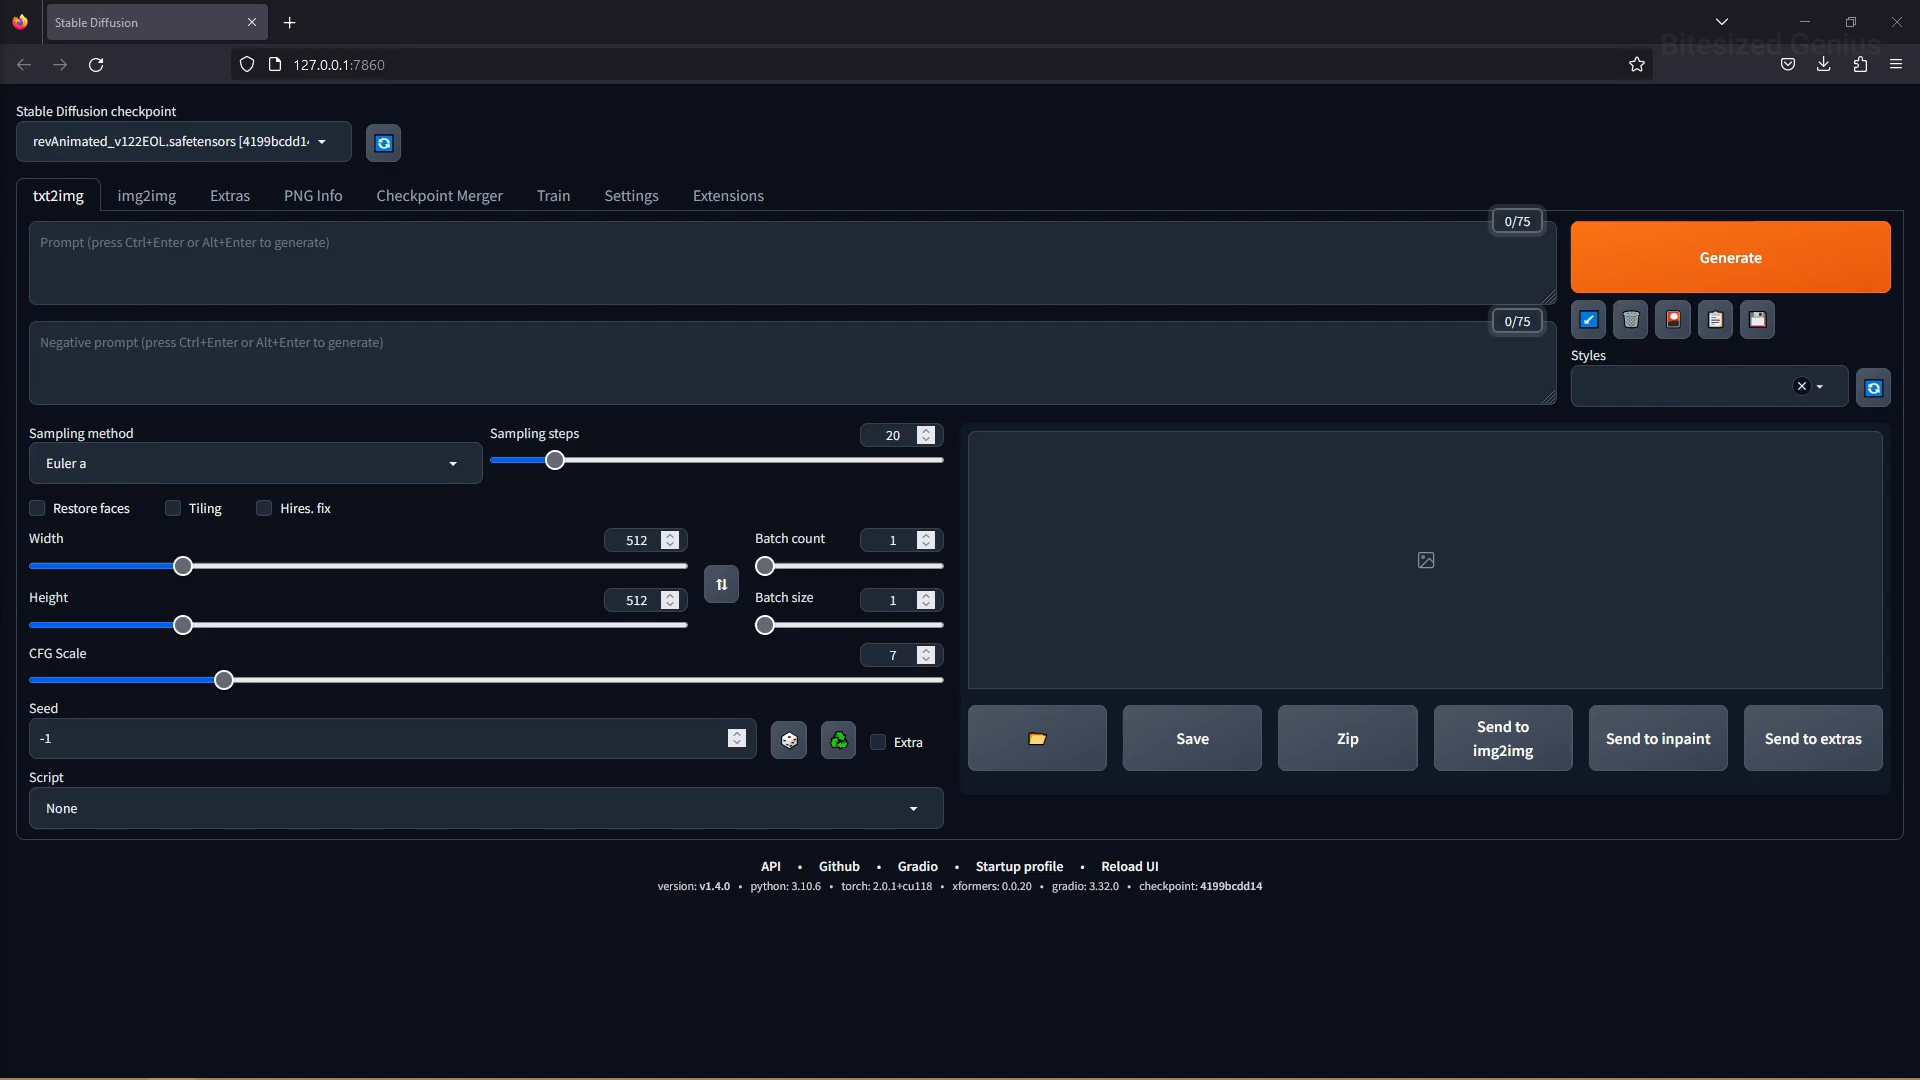 Stable Diffusion
Bitesized Genius
127.0.0.1:7860
Stable Diffusion checkpoint
revAnimated_v122EOL.safetensors [4199bcdd14
txt2img
img2img
Extras
PNG Info
Checkpoint Merger
Train
Settings
Extensions
0/75
Prompt (press Ctrl+Enter or Alt+Enter to generate)
Generate
0/75
Negative prompt (press Ctrl+Enter or Alt+Enter to generate)
Styles
Sampling method
Sampling steps
20
Euler a
Restore faces
Tiling
Hires. fix
Width
512
Batch count
1
Height
512
Batch size
1
CFG Scale
7
Seed
-1
Extra
Script
None
Save
Zip
Send to
img2img
Send to inpaint
Send to extras
API • Github • Gradio • Startup profile • Reload UI
version: v1.4.0 • python: 3.10.6 • torch: 2.0.1+cu118 • xformers: 0.0.20 • gradio: 3.32.0 • checkpoint: 4199bcdd14